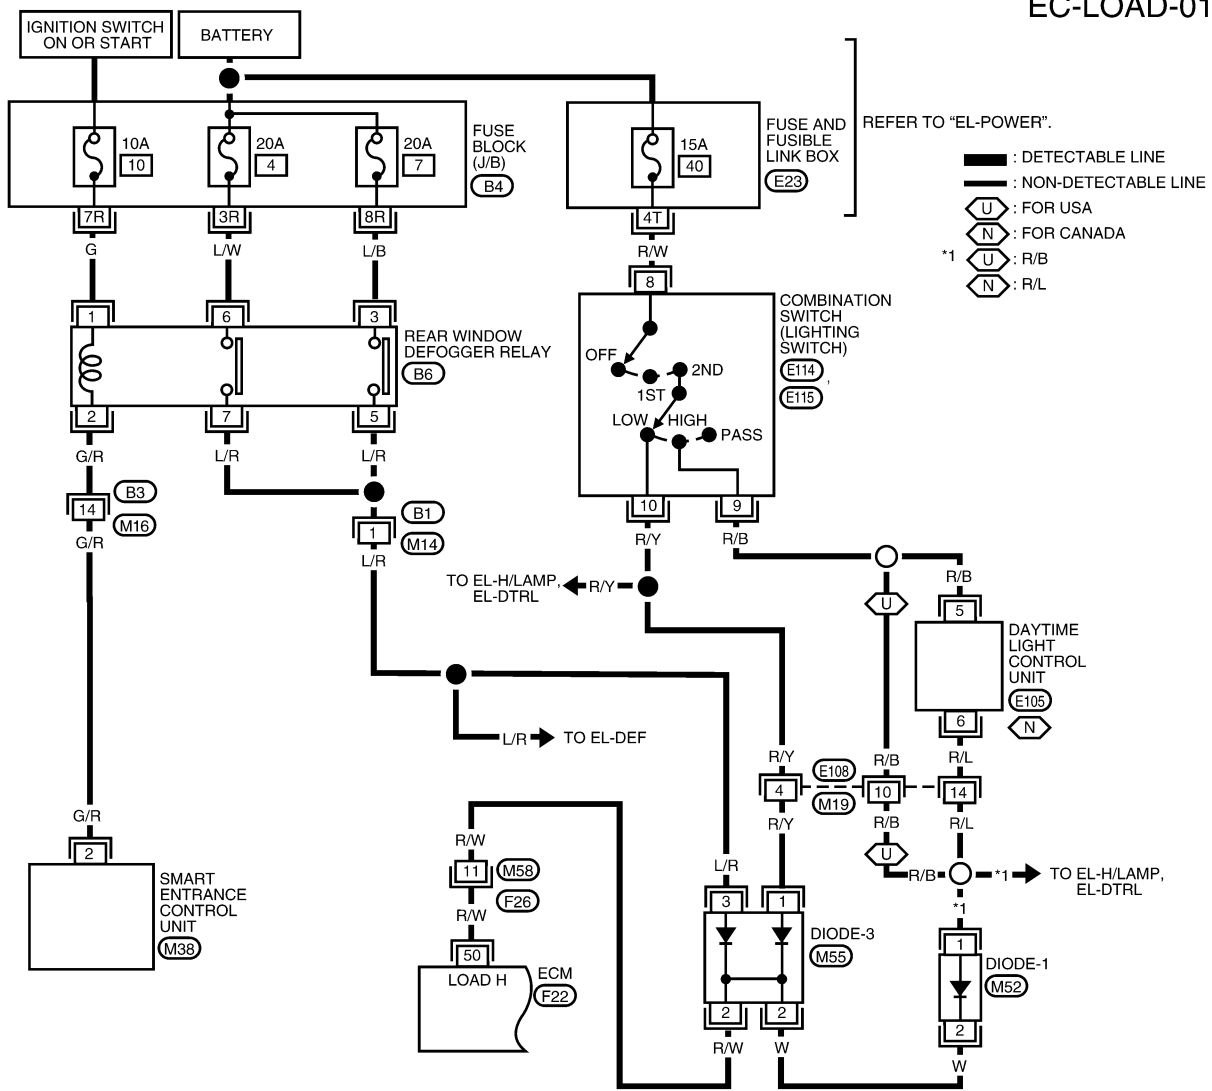 EC-LOAD-01
IGNITION SWITCH
ON OR START
BATTERY
10A
10
20A
4
20A
7
FUSE
BLOCK
(J/B)
B4
15A
40
FUSE AND
FUSIBLE
LINK BOX
E23
REFER TO “EL-POWER”.
: DETECTABLE LINE
: NON-DETECTABLE LINE
U : FOR USA
N : FOR CANADA
*1 U : R/B
N : R/L
7R
3R
8R
4T
G
L/W
L/B
R/W
1
6
3
8
REAR WINDOW
DEFOGGER RELAY
B6
COMBINATION
SWITCH
(LIGHTING
SWITCH)
E114 ,
E115
OFF
2ND
1ST
LOW
HIGH
PASS
2
7
5
G/R
L/R
L/R
14
B3
M16
G/R
1
B1
M14
L/R
10
9
R/Y
R/B
TO EL-H/LAMP,
EL-DTRL
R/Y
U
R/B
5
DAYTIME
LIGHT
CONTROL
UNIT
E105
N
6
L/R
TO EL-DEF
R/Y
R/B
R/L
4
E108
M19
10
14
R/Y
R/B
R/L
U
R/B
*1
TO EL-H/LAMP,
EL-DTRL
*1
G/R
2
SMART
ENTRANCE
CONTROL
UNIT
M38
R/W
11
M58
F26
R/W
50
LOAD H
ECM
F22
L/R
3
1
DIODE-3
M55
2
2
R/W
W
1
DIODE-1
M52
2
W